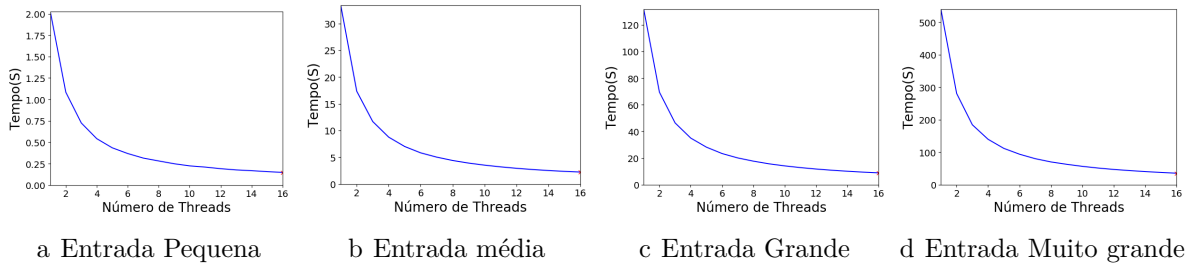 2.00
1.75
1.50
1.25
1.00
0.75
0.50
0.25
0.00
Tempo(S)
2 4 6 8 10 12 14 16
Número de Threads
a Entrada Pequena
30
25
20
15
10
5
0
Tempo(S)
2 4 6 8 10 12 14 16
Número de Threads
b Entrada média
120
100
80
60
40
20
0
Tempo(S)
2 4 6 8 10 12 14 16
Número de Threads
c Entrada Grande
500
400
300
200
100
0
Tempo(S)
2 4 6 8 10 12 14 16
Número de Threads
d Entrada Muito grande